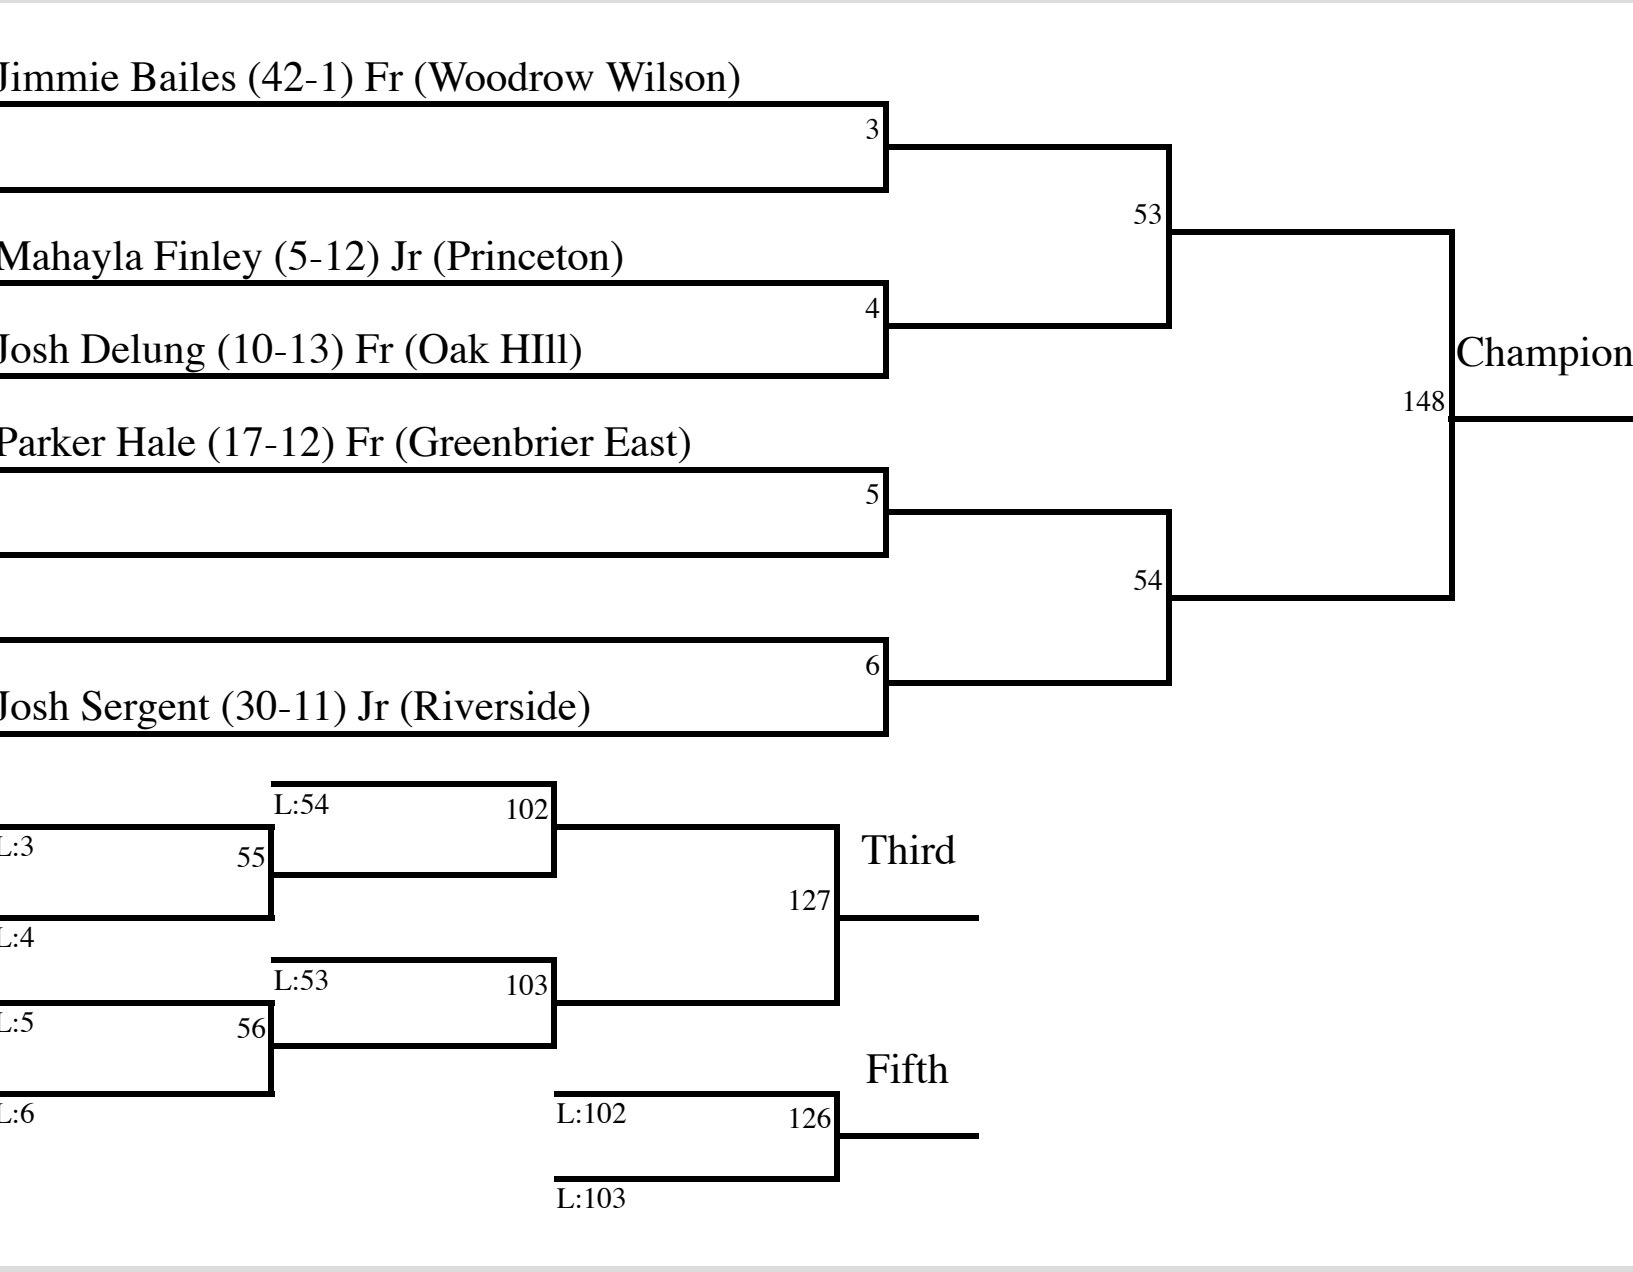 Jimmie Bailes (42-1) Fr (Woodrow Wilson)
3
53
Mahayla Finley (5-12) Jr (Princeton)
4
Josh Delung (10-13) Fr (Oak HIll)
Champion
148
Parker Hale (17-12) Fr (Greenbrier East)
5
54
6
Josh Sergent (30-11) Jr (Riverside)
L:54
102
L:3
55
Third
127
L:4
L:53
103
L:5
56
Fifth
L:6
L:102
126
L:103